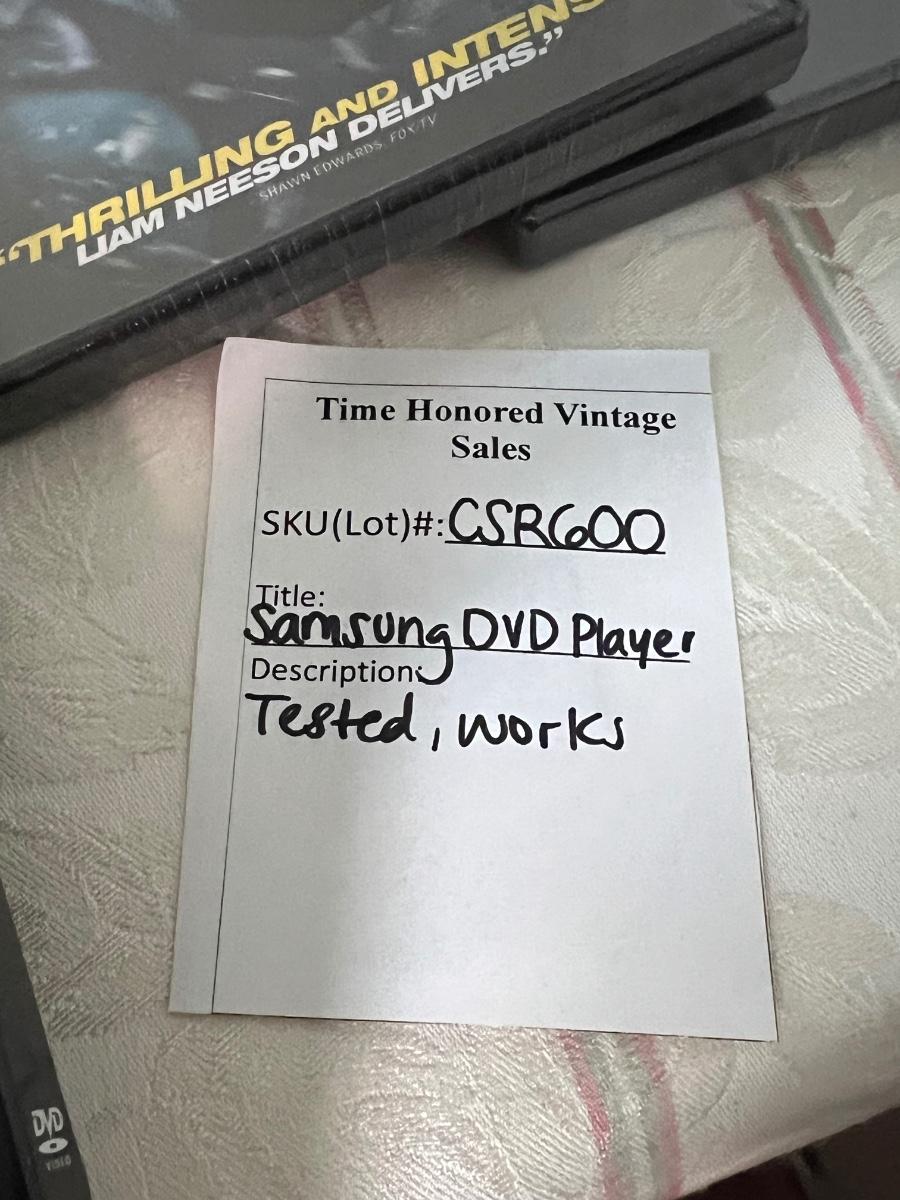 “THRILLING AND INTENS
LIAM NEESON DELIVERS.”
SHAWN EDWARDS, FOX-TV
Time Honored Vintage
Sales
SKU(Lot)#: CSR600
Title:
Samsung DVD Player
Description:
Tested, works
DVD
VIDEO